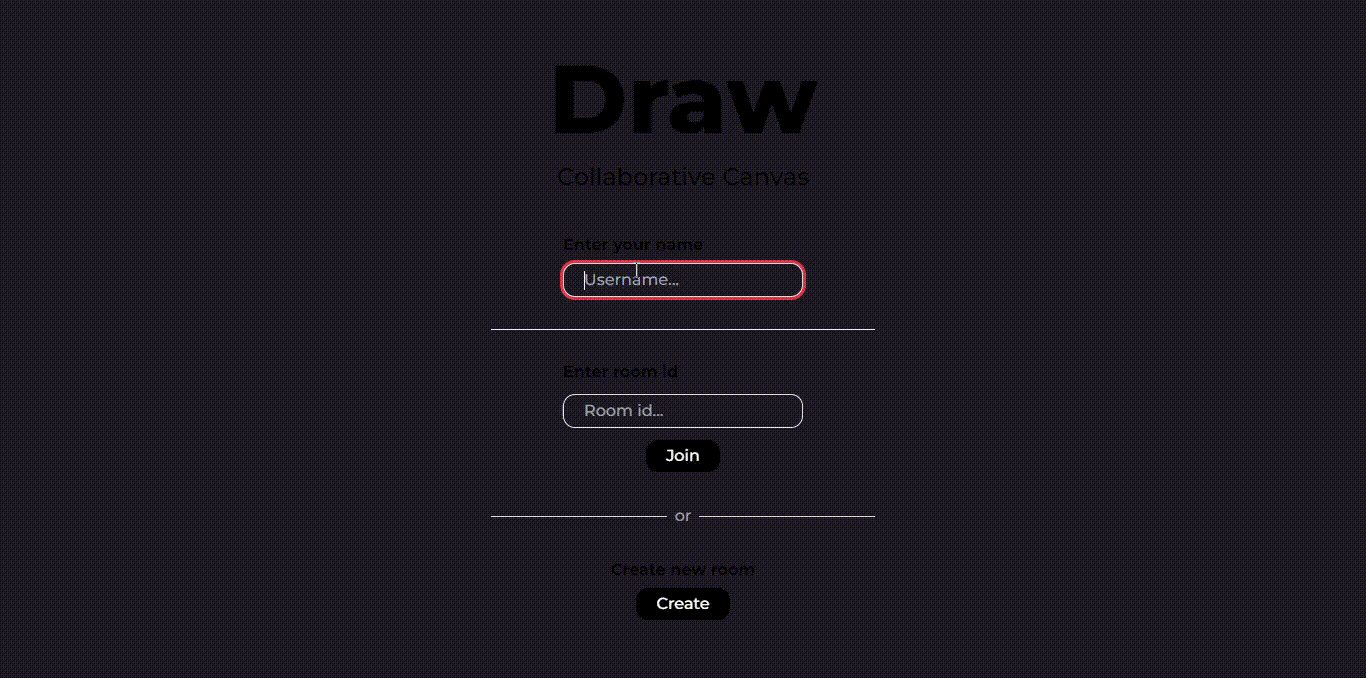 Draw
Collaborative Canvas
Enter your name
Username...
Enter room id
Room id...
Join
or
Create new room
Create